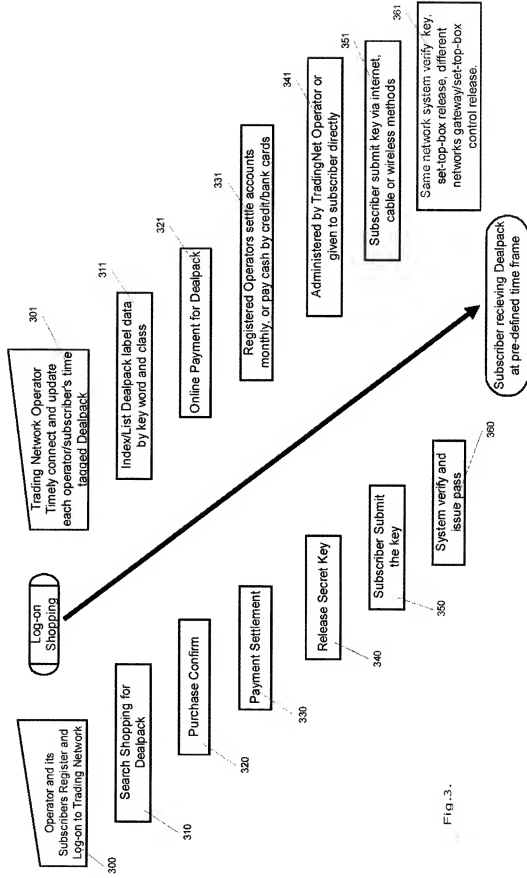 Log-on
Shopping
Operator and its
Subscribers Register and
Log-on to Trading Network
300
Trading Network Operator
Timely connect and update
each operator/subscriber's time
tagged Dealpack
301
Search Shopping for
Dealpack
310
Index/List Dealpack label data
by key word and class
311
Purchase Confirm
320
Online Payment for Dealpack
321
Payment Settlement
330
Registered Operators settle accounts
monthly, or pay cash by credit/bank cards
331
Release Secret Key
340
Administered by TradingNet Operator or
given to subscriber directly
341
Subscriber Submit
the key
350
Subscriber submit key via internet,
cable or wireless methods
351
System verify and
issue pass
360
Same network system verify key,
set-top-box release, different
networks gateway/set-top-box
control release.
361
Subscriber recieving Dealpack
at pre-defined time frame
Fig.3.